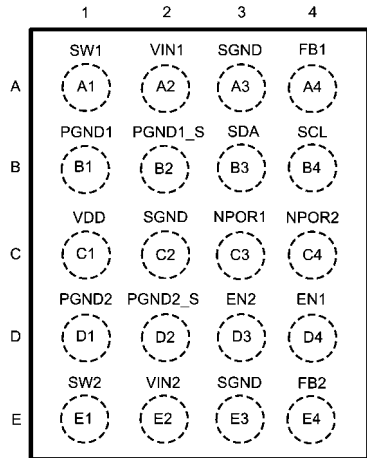 1 2 3 4
SW1 VIN1 SGND FB1
A A1 A2 A3 A4
PGND1 PGND1_S SDA SCL
B B1 B2 B3 B4
VDD SGND NPOR1 NPOR2
C C1 C2 C3 C4
PGND2 PGND2_S EN2 EN1
D D1 D2 D3 D4
SW2 VIN2 SGND FB2
E E1 E2 E3 E4